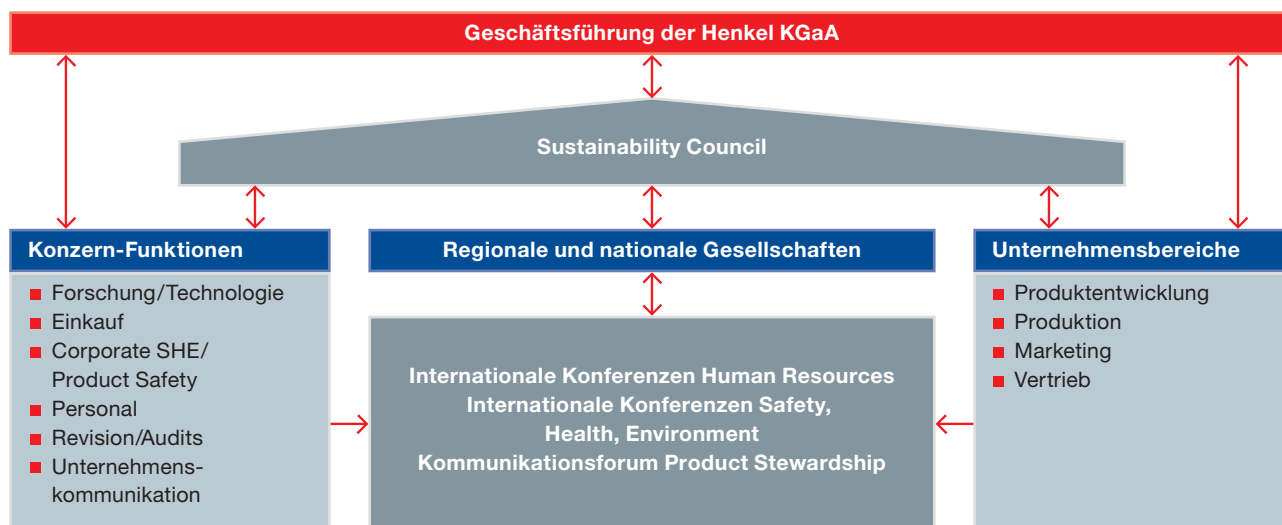 Geschäftsführung der Henkel KGaA
Sustainability Council
Konzern-Funktionen
Forschung/Technologie
Einkauf
Corporate SHE/
Product Safety
Personal
Revision/Audits
Unternehmens-
kommunikation
Regionale und nationale Gesellschaften
Internationale Konferenzen Human Resources
Internationale Konferenzen Safety,
Health, Environment
Kommunikationsforum Product Stewardship
Unternehmensbereiche
Produktentwicklung
Produktion
Marketing
Vertrieb